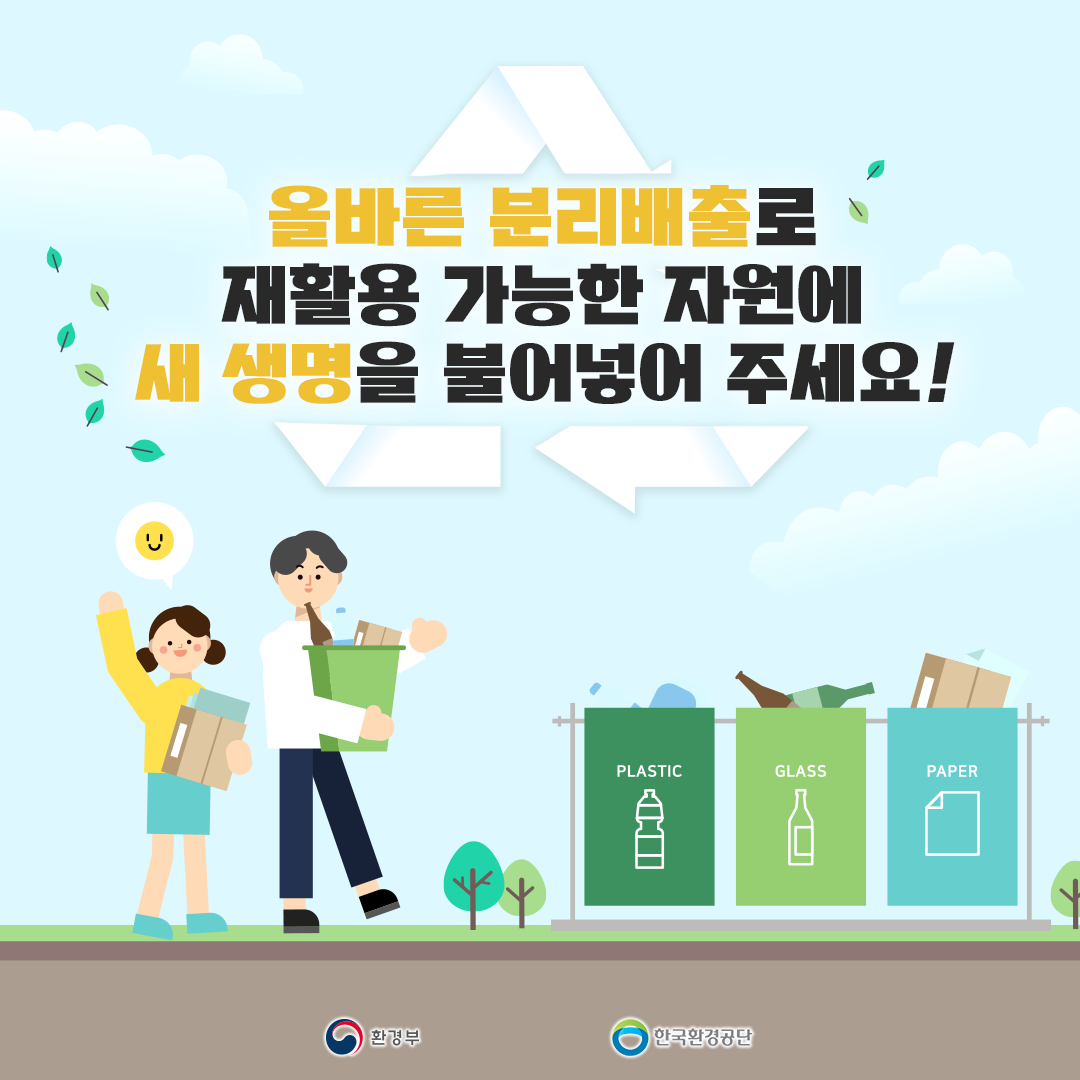 올바른 분리배출로
재활용 가능한 자원에
새 생명을 불어넣어 주세요!
PLASTIC
GLASS
PAPER
환경부
한국환경공단